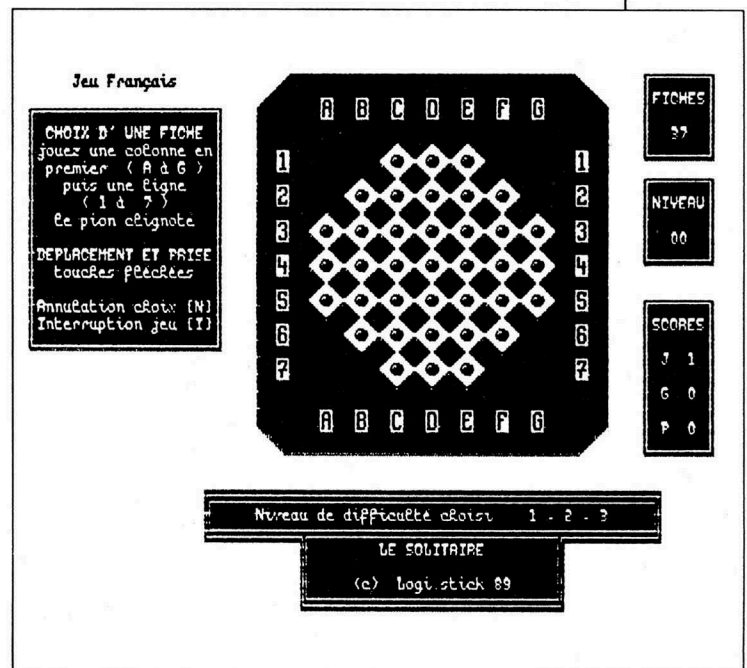 Jeu Français
CHOIX D' UNE FICHE
jouez une colonne en
premier ( A à G )
puis une ligne
( 1 à 7 )
le pion clignote
DEPLACEMENT ET PRISE
touches fléchées
Annulation choix [N]
Interruption jeu [I]
A B C D E F G
1 1
2 2
3 3
4 4
5 5
6 6
7 7
A B C D E F G
FICHES
37
NIVEAU
00
SCORES
J 1
G 0
P 0
Niveau de difficulté choisi 1 - 2 - 3
LE SOLITAIRE
(c) Logi.stick 89